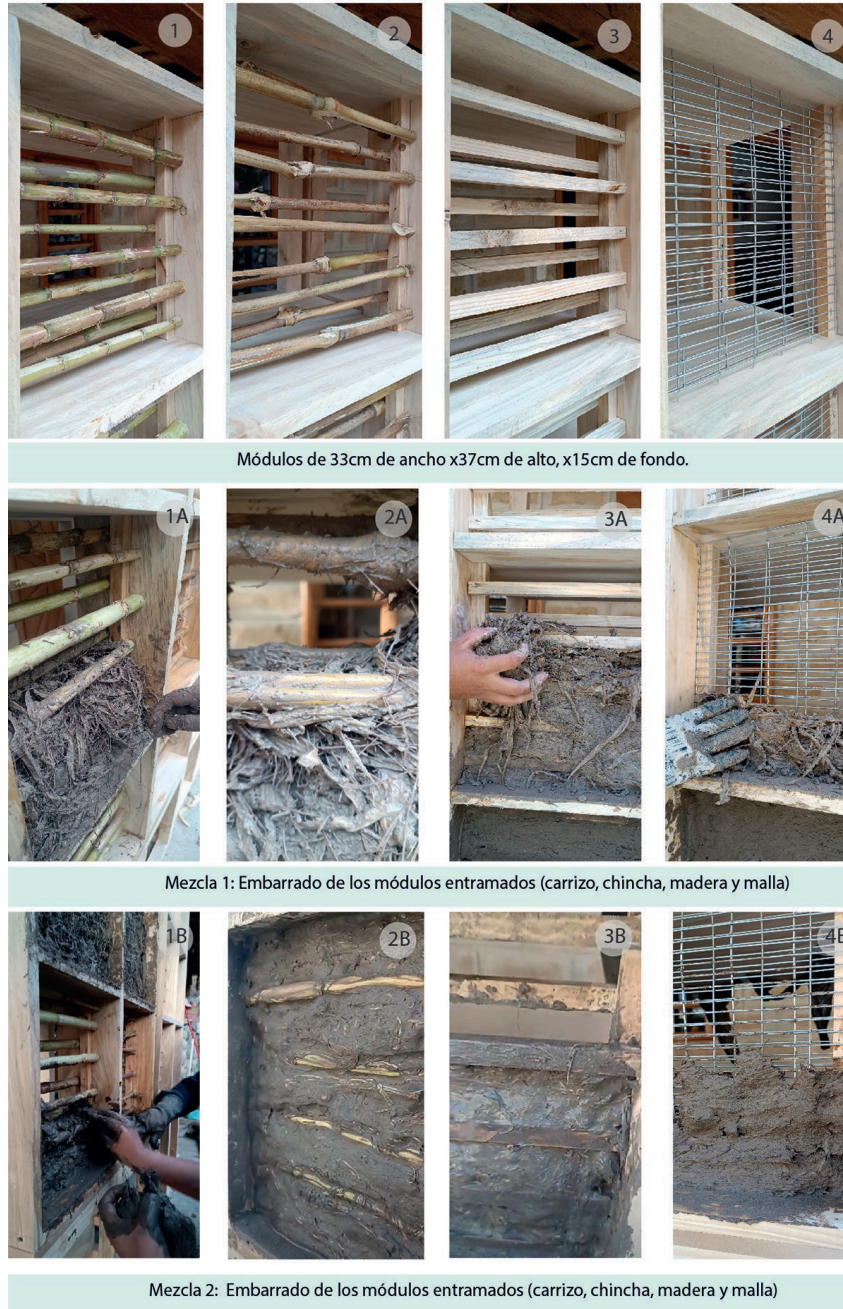 1
2
3
4
Módulos de 33cm de ancho x37cm de alto, x15cm de fondo.
1A
2A
3A
4A
Mezcla 1: Embarrado de los módulos entramados (carrizo, chincha, madera y malla)
1B
2B
3B
4B
Mezcla 2: Embarrado de los módulos entramados (carrizo, chincha, madera y malla)